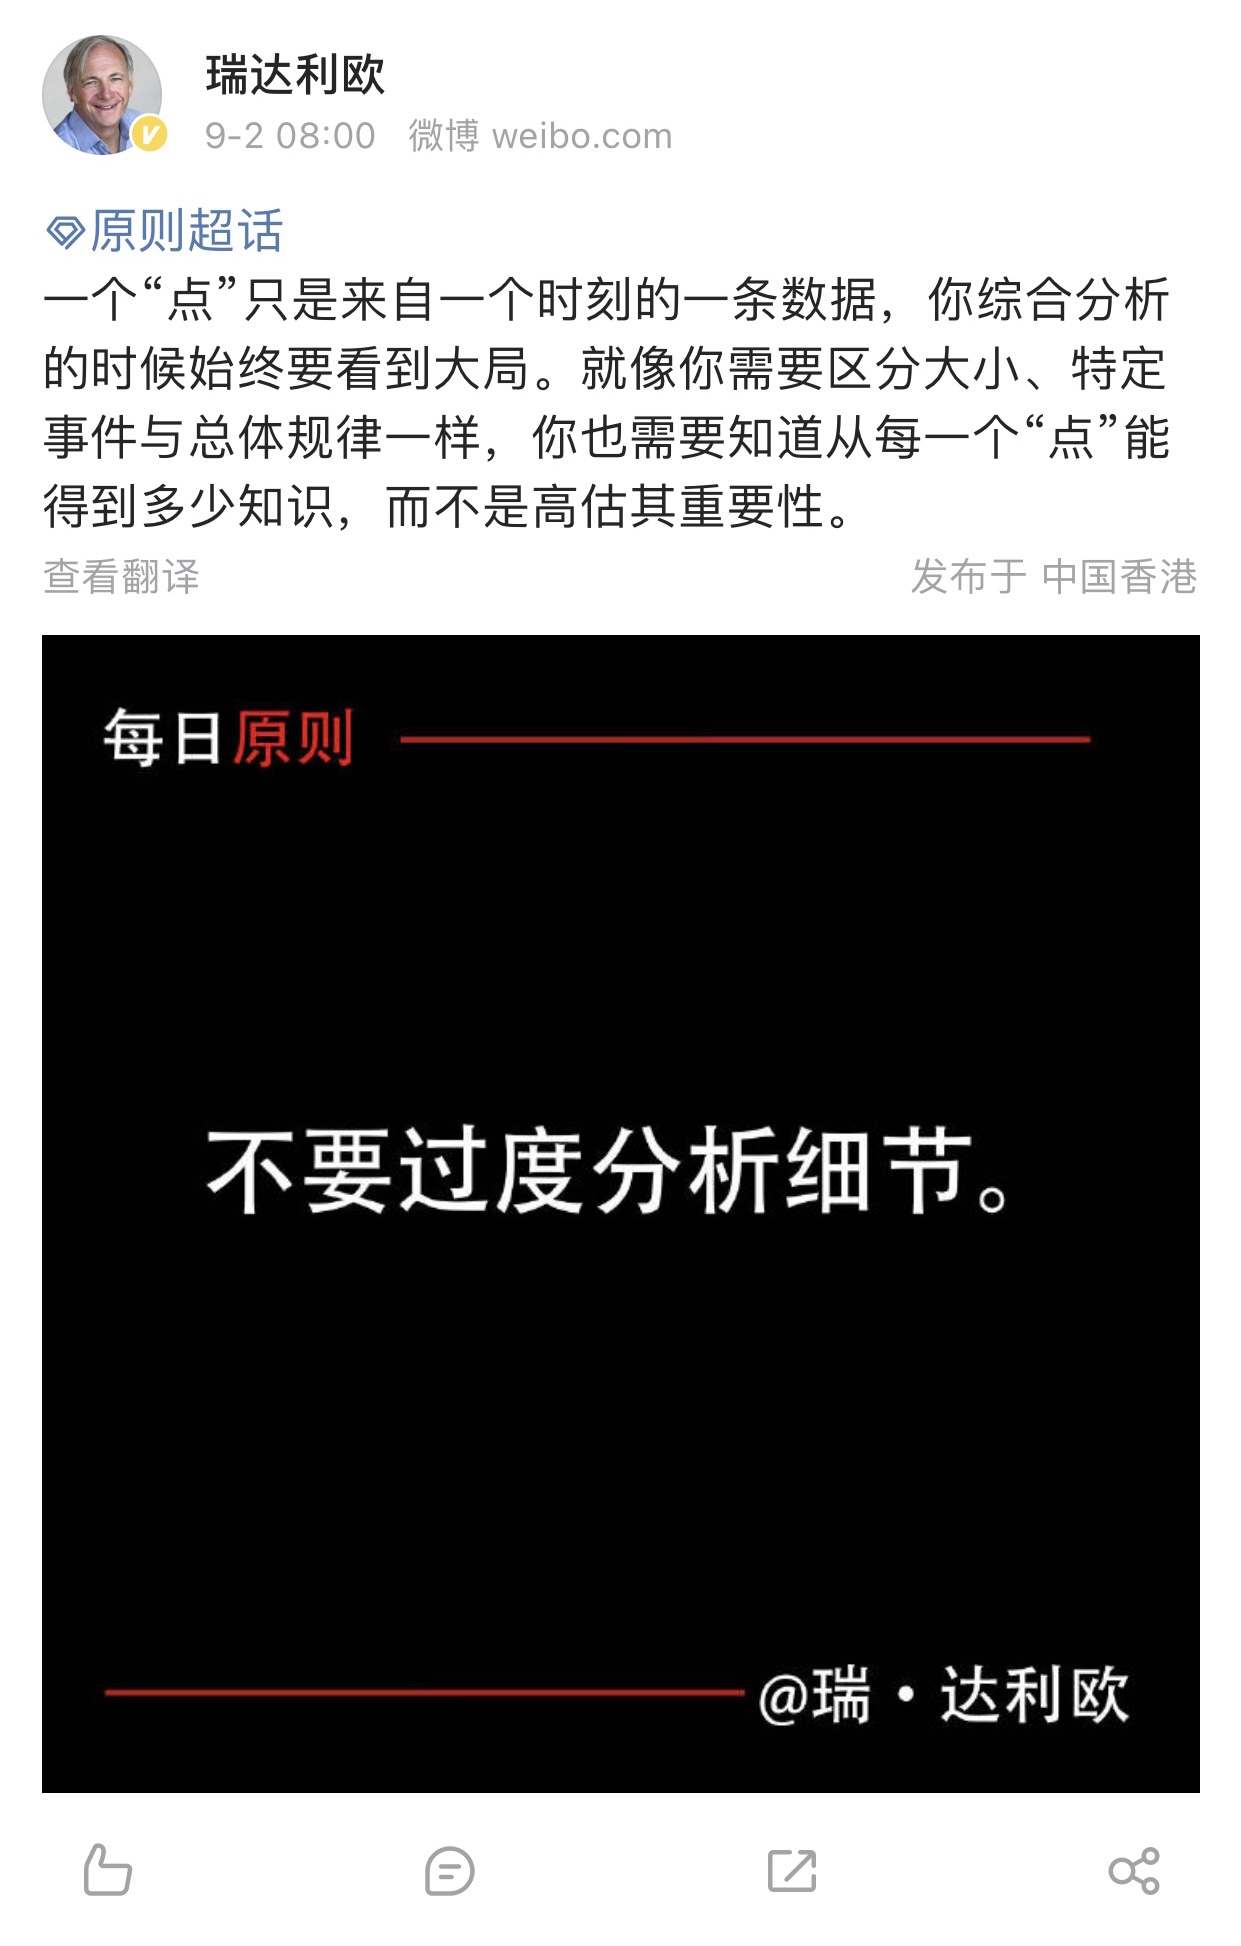 瑞达利欧
9-2 08:00 微博 weibo.com
原则超话
一个“点”只是来自一个时刻的一条数据，你综合分析
的时候始终要看到大局。就像你需要区分大小、特定
事件与总体规律一样，你也需要知道从每一个“点”能
得到多少知识，而不是高估其重要性。
查看翻译 发布于 中国香港
每日原则
不要过度分析细节。
@瑞·达利欧